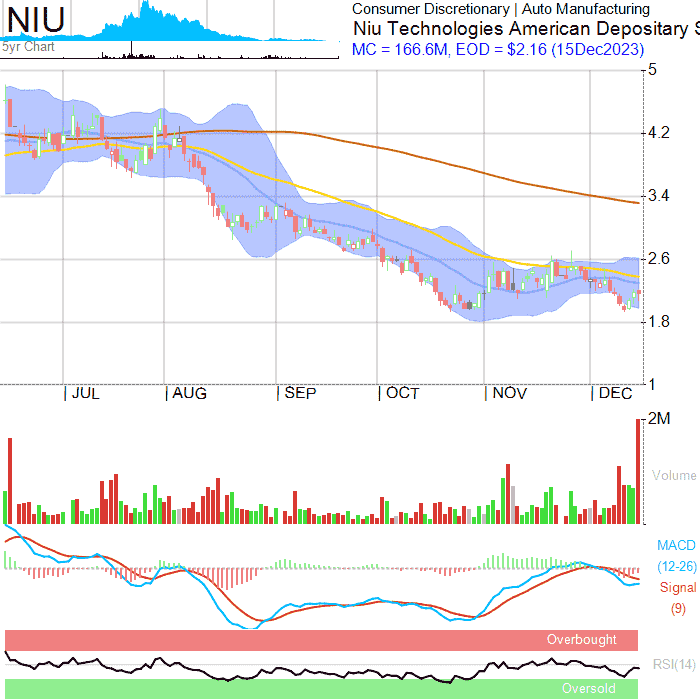 NIU
5yr Chart
Consumer Discretionary | Auto Manufacturing
Niu Technologies American Depositary S
MC = 166.6M, EOD = $2.16 (15Dec2023)
5
4.2
3.4
2.6
1.8
1
| JUL | AUG | SEP | OCT | NOV | DEC
2M
Volume
MACD
(12-26)
Signal
(9)
Overbought
RSI(14)
Oversold